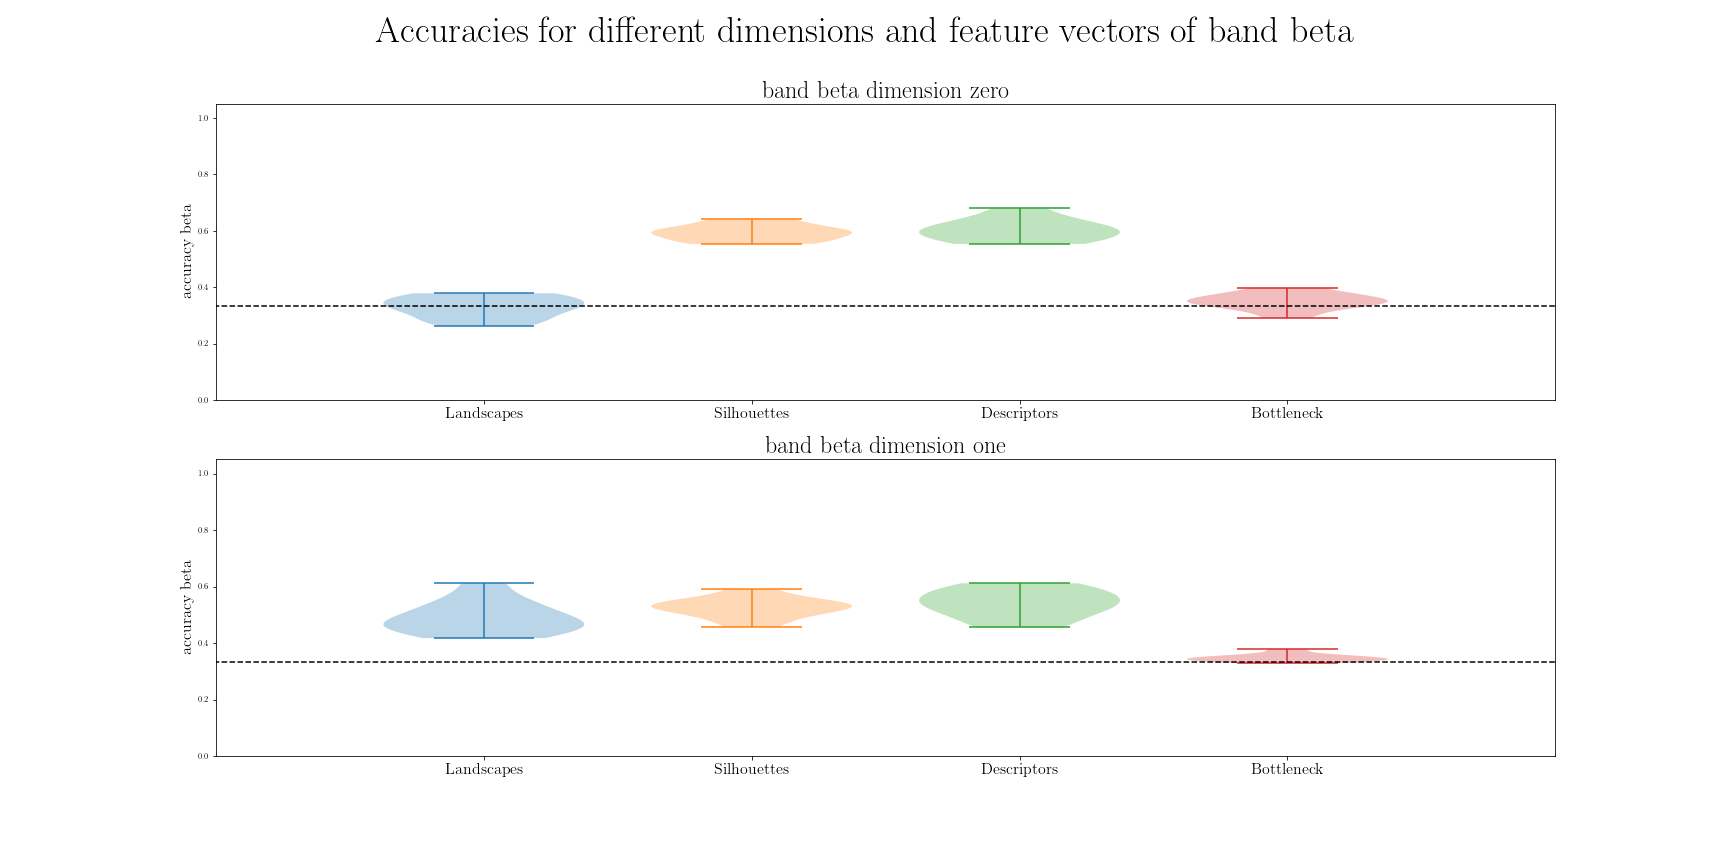 Accuracies for different dimensions and feature vectors of band beta
band beta dimension zero
accuracy beta
1.0
0.8
0.6
0.4
0.2
0.0
Landscapes Silhouettes Descriptors Bottleneck
band beta dimension one
accuracy beta
1.0
0.8
0.6
0.4
0.2
0.0
Landscapes Silhouettes Descriptors Bottleneck